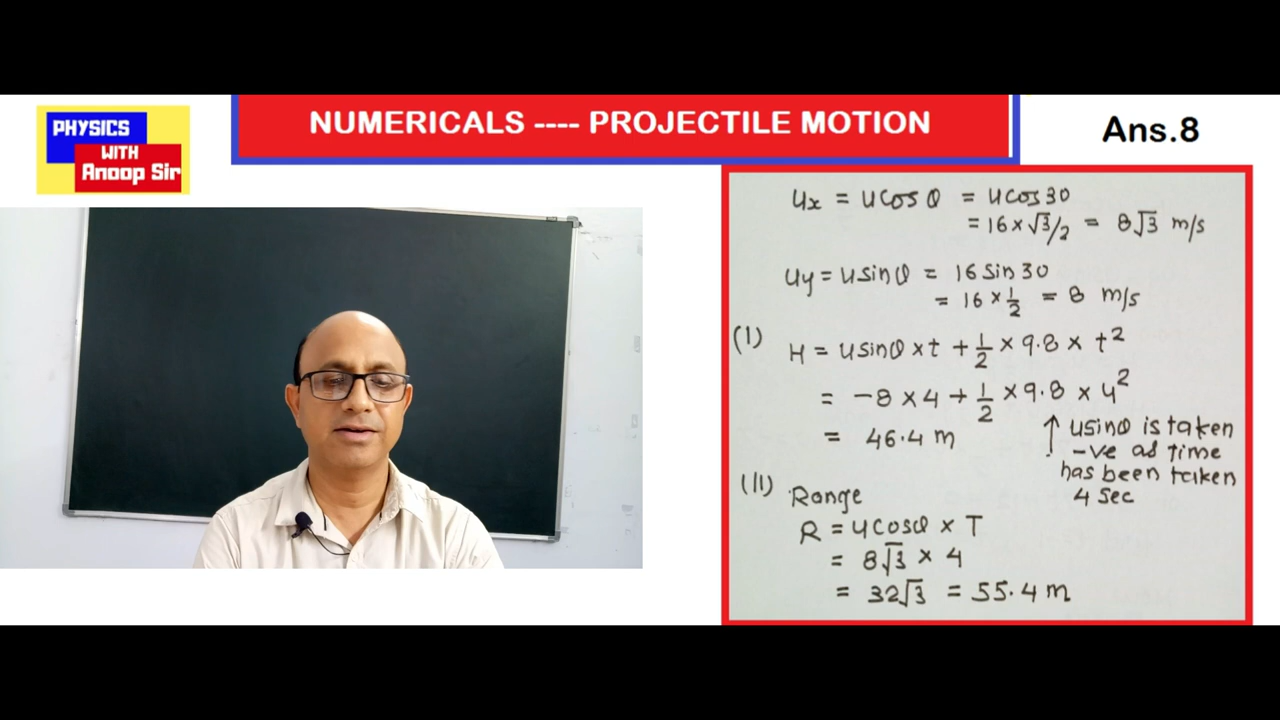 PHYSICS
WITH
Anoop Sir
NUMERICALS ---- PROJECTILE MOTION
Ans.8
ux = ucosθ = ucos30
= 16×√3/2 = 8√3 m/s
uy = usinθ = 16sin30
= 16×1/2 = 8 m/s
(I) H = usinθ×t + 1/2 × 9.8 × t²
= -8×4 + 1/2 × 9.8 × 4²
= 46.4 m
↑ usinθ is taken
-ve as time
has been taken
4 sec
(II) Range
R = ucosθ × T
= 8√3 × 4
= 32√3 = 55.4 m